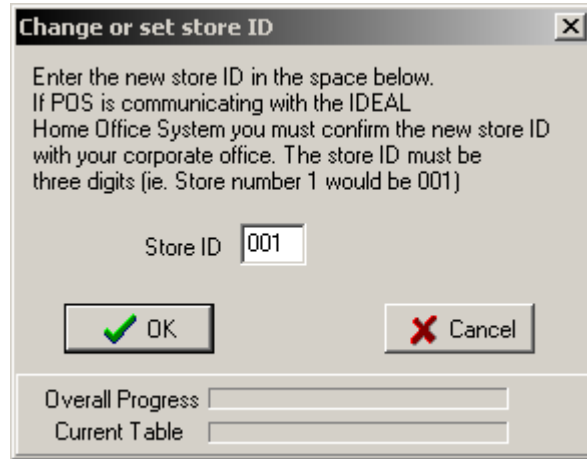 Change or set store ID
Enter the new store ID in the space below.
If POS is communicating with the IDEAL
Home Office System you must confirm the new store ID
with your corporate office. The store ID must be
three digits (ie. Store number 1 would be 001)
Store ID 001
OK Cancel
Overall Progress
Current Table